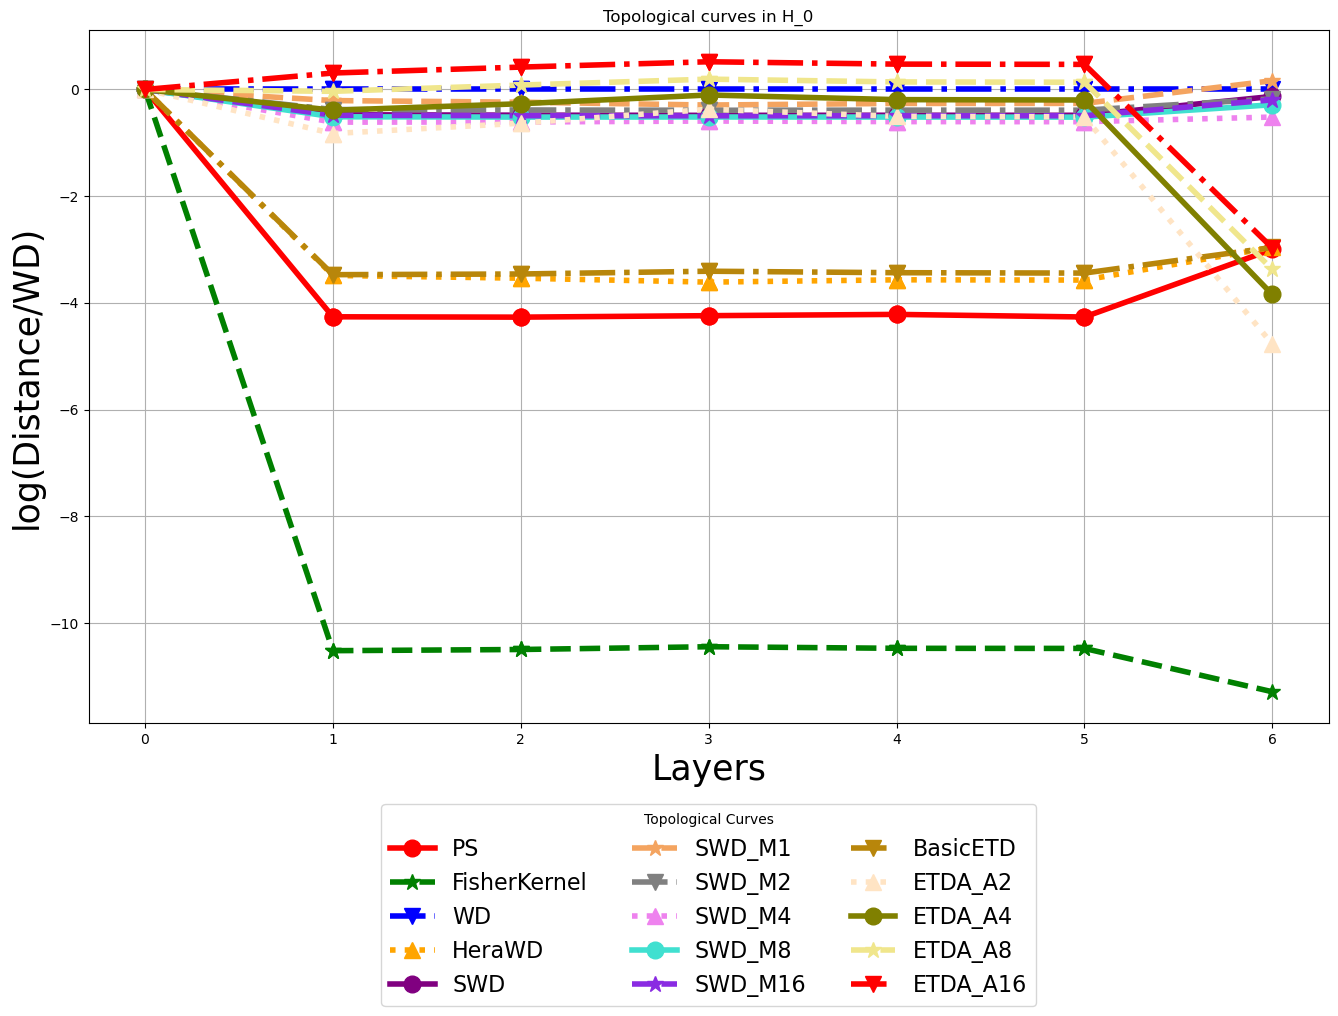 Topological curves in H_0
log(Distance/WD)
0
−2
−4
−6
−8
−10
0 1 2 3 4 5 6
Layers
Topological Curves
PS
FisherKernel
WD
HeraWD
SWD
SWD_M1
SWD_M2
SWD_M4
SWD_M8
SWD_M16
BasicETD
ETDA_A2
ETDA_A4
ETDA_A8
ETDA_A16